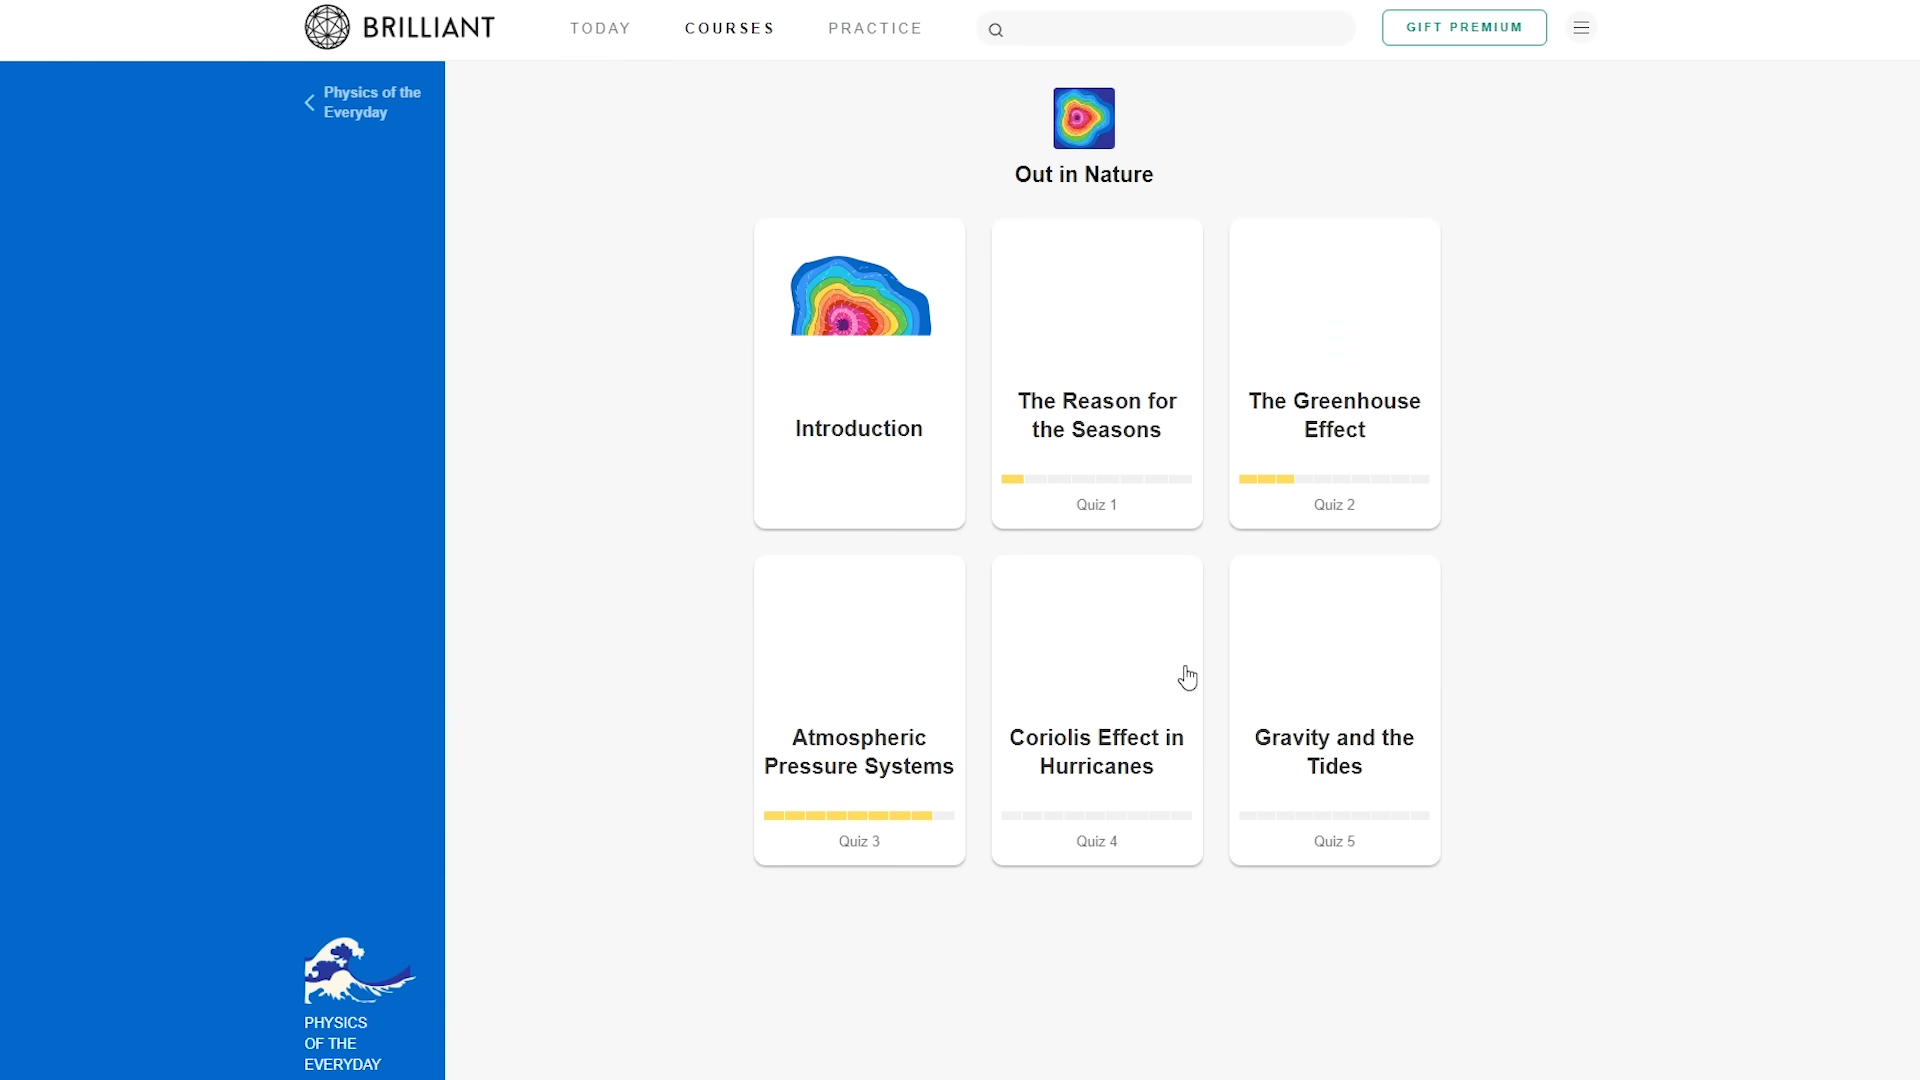 BRILLIANT
TODAY
COURSES
PRACTICE
GIFT PREMIUM
Physics of the
Everyday
Out in Nature
Introduction
The Reason for
the Seasons
Quiz 1
The Greenhouse
Effect
Quiz 2
Atmospheric
Pressure Systems
Quiz 3
Coriolis Effect in
Hurricanes
Quiz 4
Gravity and the
Tides
Quiz 5
PHYSICS
OF THE
EVERYDAY